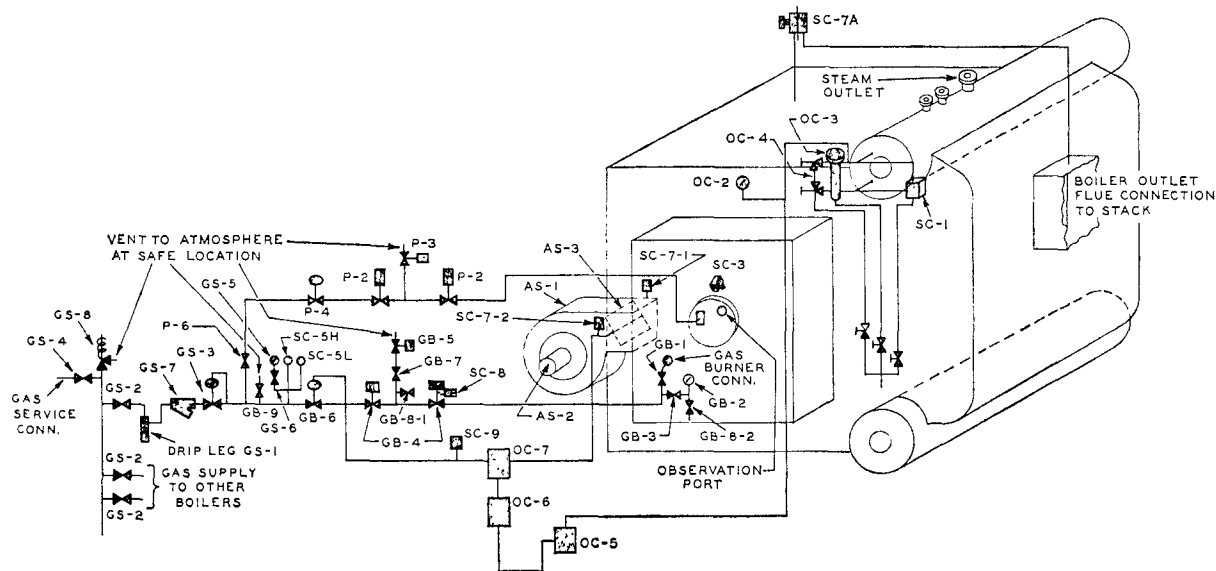 SC-7A
STEAM
OUTLET
OC-3
OC-4
OC-2
SC-1
BOILER OUTLET
FLUE CONNECTION
TO STACK
VENT TO ATMOSPHERE
AT SAFE LOCATION
P-3
P-2
P-2
P-4
AS-3
AS-1
SC-7-1
SC-3
SC-7-2
GS-8
GS-4
GS-5
P-6
GS-3
GS-7
GS-2
SC-5H
SC-5L
GB-5
GB-7
SC-8
GB-1
GAS
BURNER
CONN.
AS-2
GB-2
GAS
SERVICE
CONN.
GB-9
GS-6
GB-6
GB-8-1
GB-4
GB-3
GB-8-2
DRIP LEG GS-1
SC-9
OC-7
OBSERVATION
PORT
GS-2
GAS SUPPLY
TO OTHER
BOILERS
GS-2
OC-6
OC-5